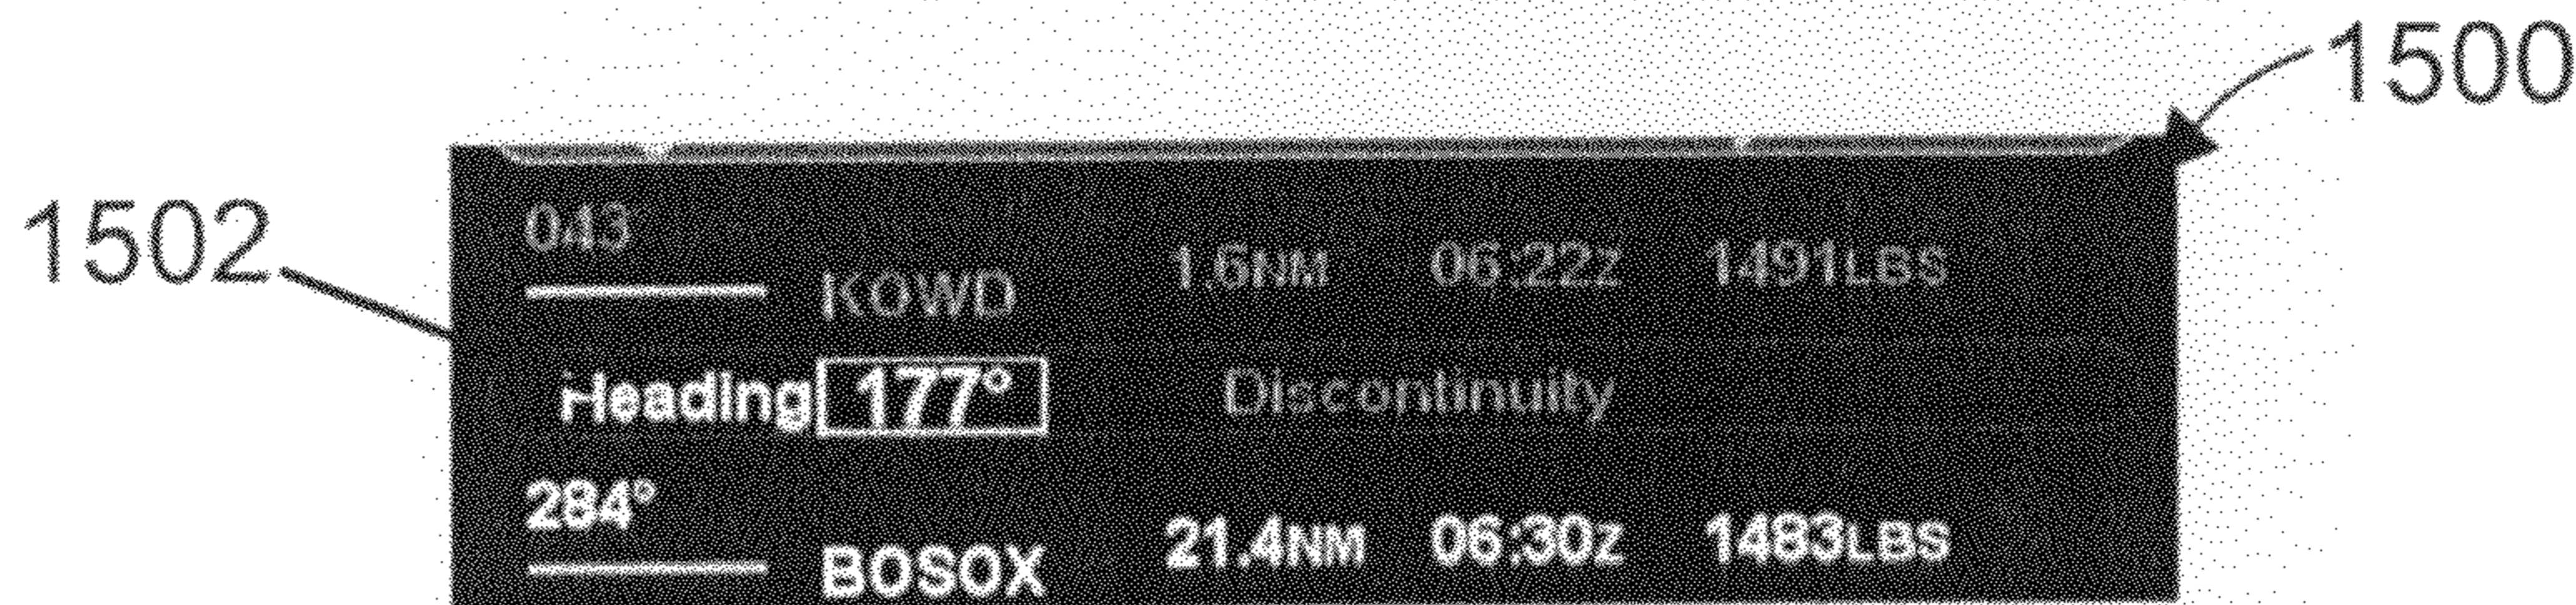 1500
1502
043
KOWD 1.6NM 06:22Z 1491LBS
Heading 177° Discontinuity
284°
BOSOX 21.4NM 06:30Z 1483LBS